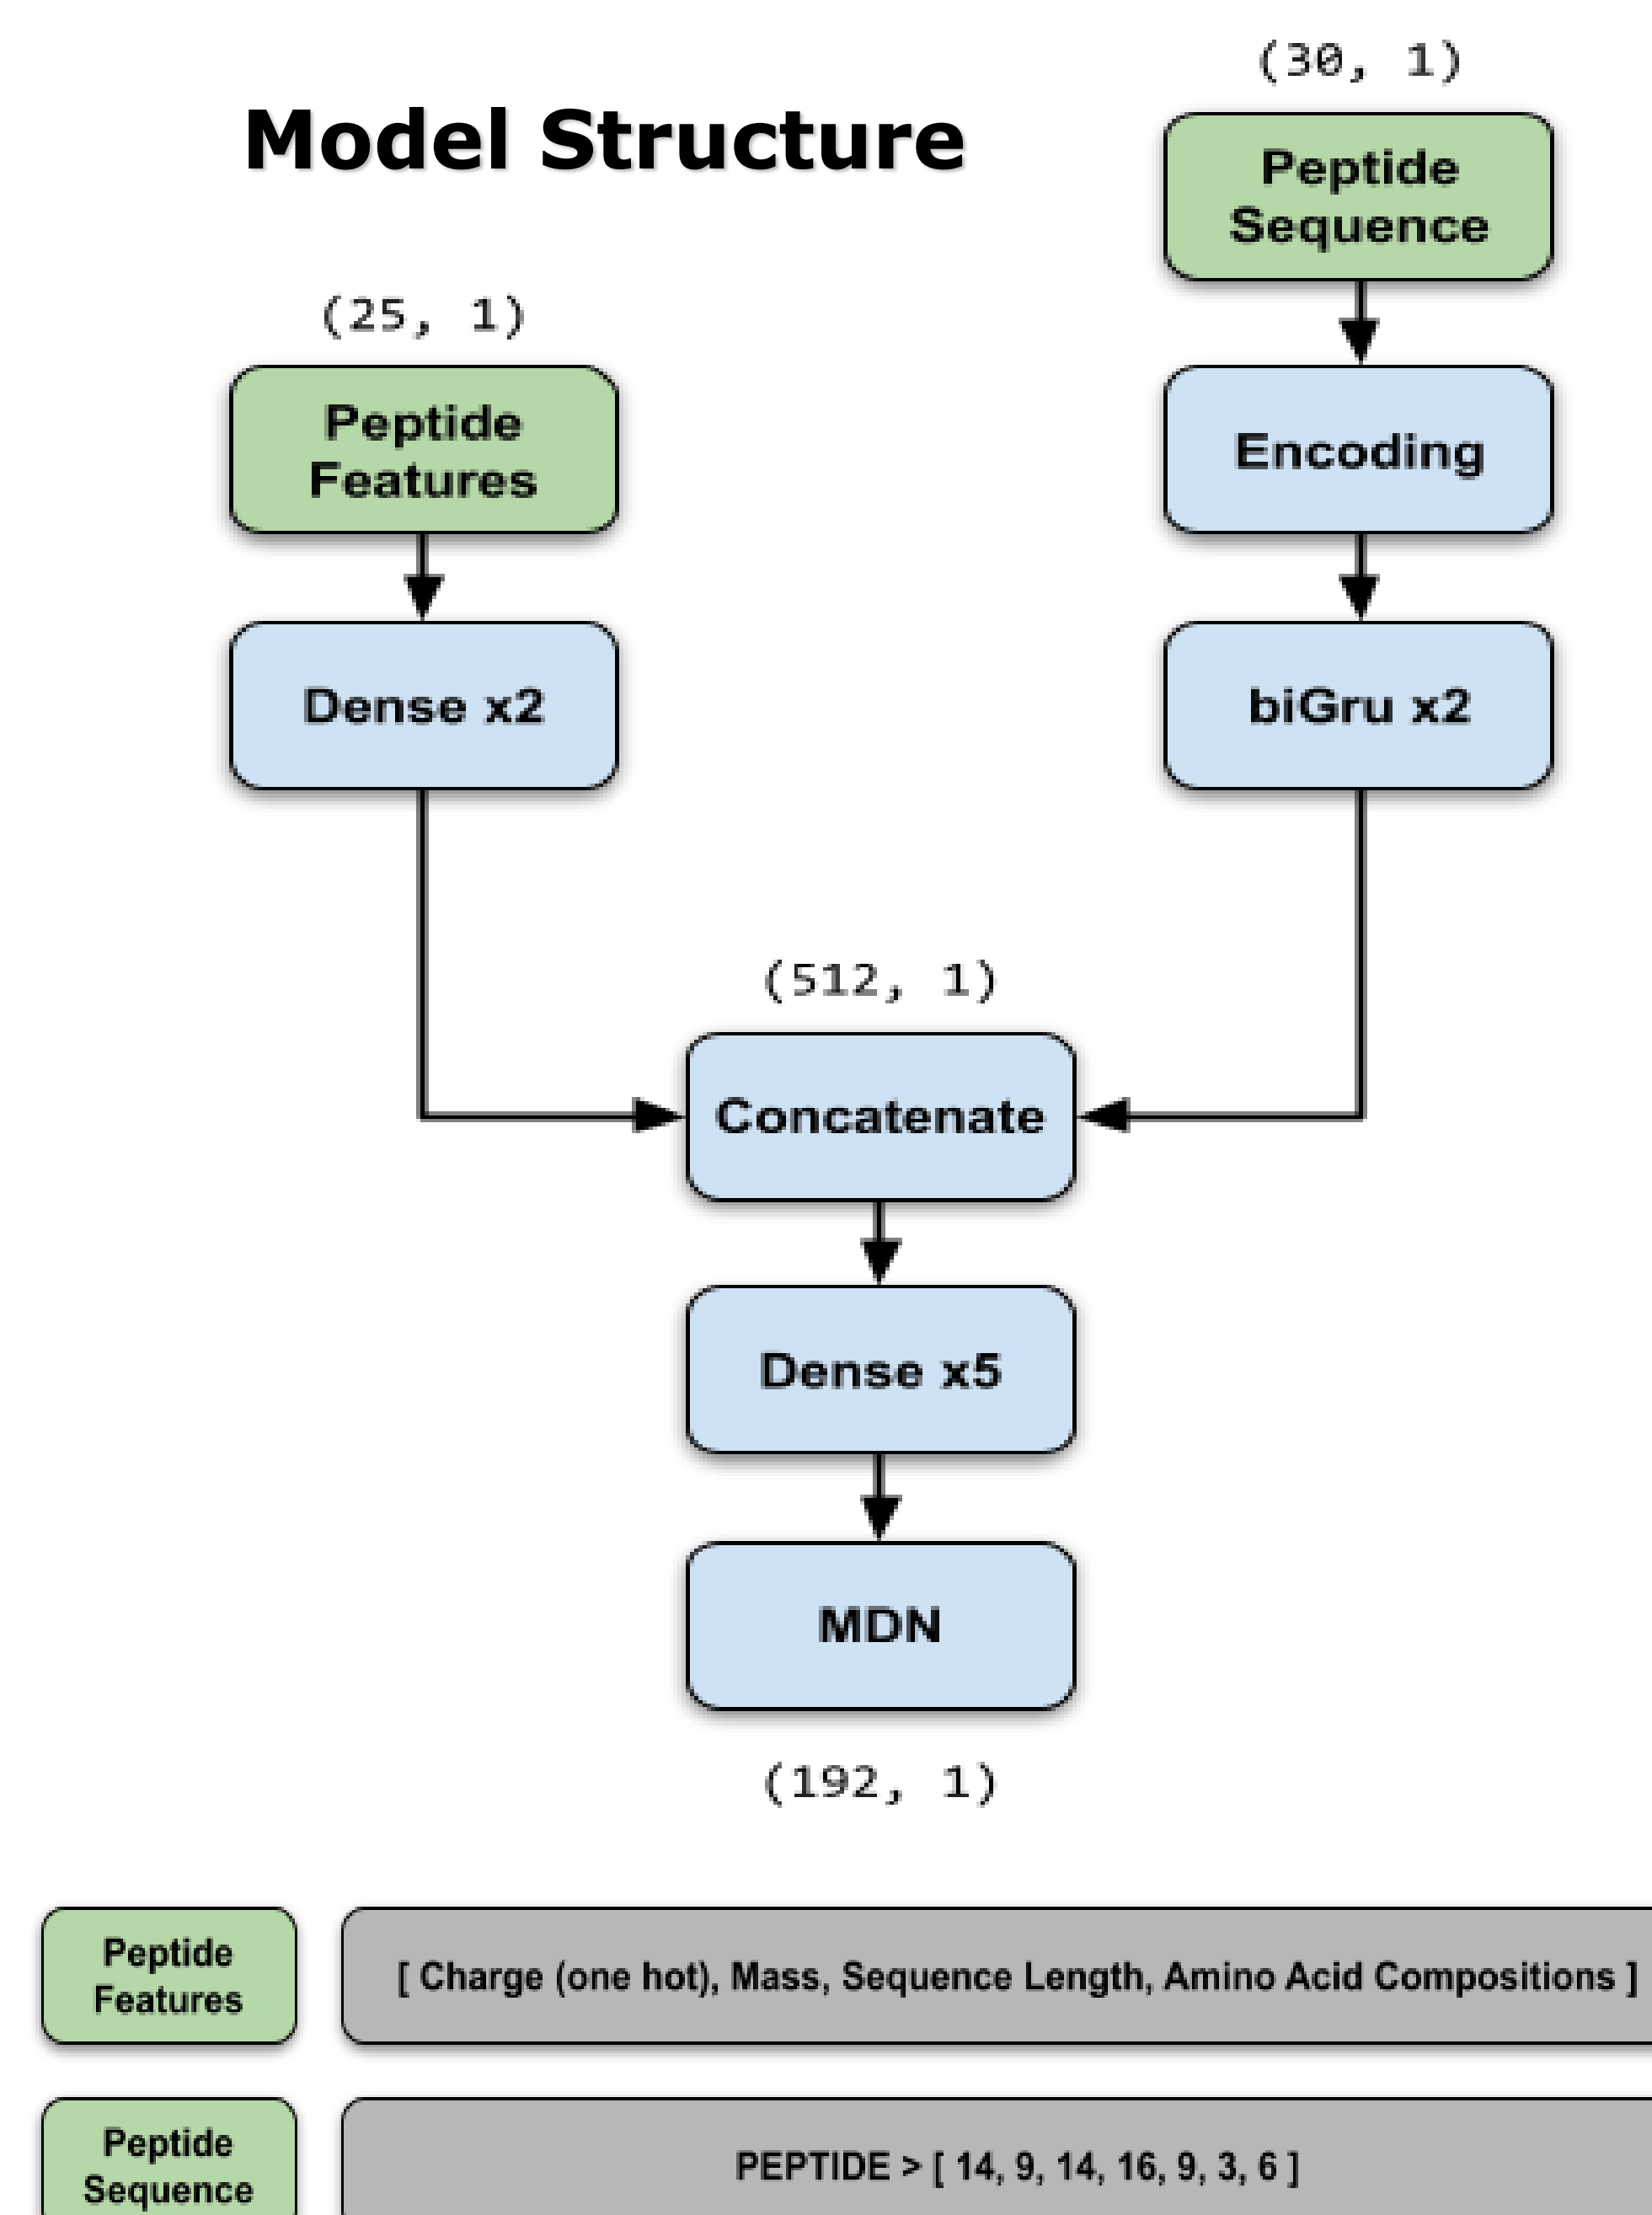 Model Structure
(30, 1)
Peptide
Sequence
(25, 1)
Peptide
Features
Encoding
Dense x2
biGru x2
(512, 1)
Concatenate
Dense x5
MDN
(192, 1)
Peptide
Features
[ Charge (one hot), Mass, Sequence Length, Amino Acid Compositions ]
Peptide
Sequence
PEPTIDE > [ 14, 9, 14, 16, 9, 3, 6 ]